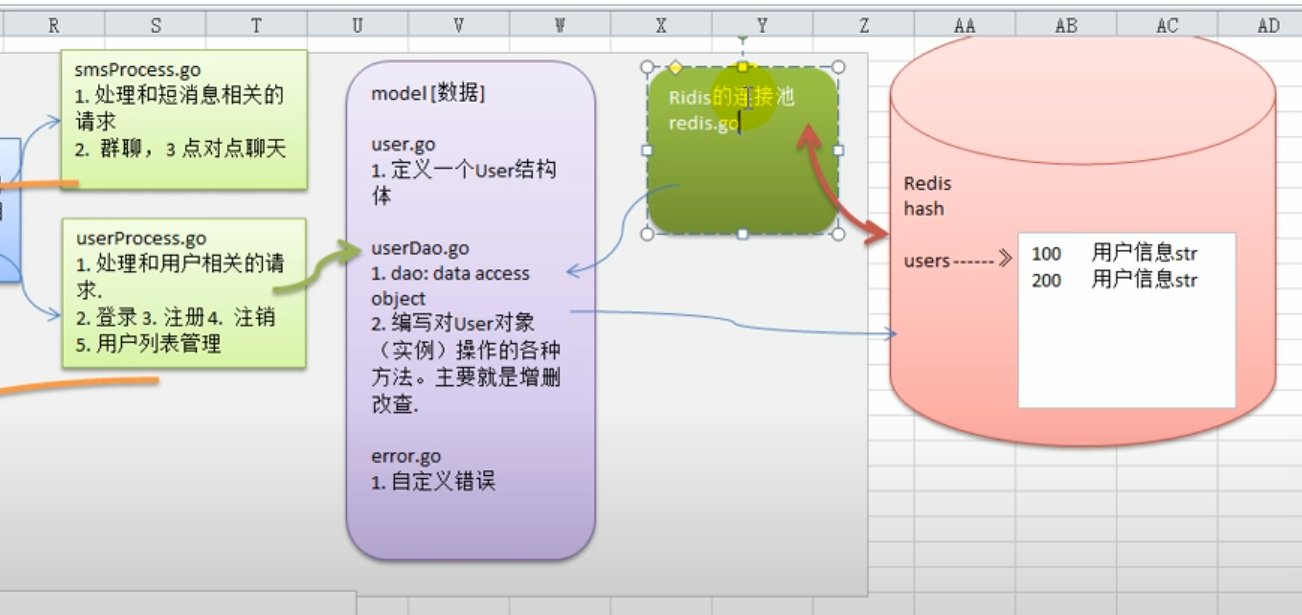 R S T U V W X Y Z AA AB AC AD
smsProcess.go
1. 处理和短消息相关的
请求
2. 群聊，3 点对点聊天
userProcess.go
1. 处理和用户相关的请
求.
2. 登录 3. 注册4. 注销
5. 用户列表管理
model [数据]
user.go
1. 定义一个User结构
体
userDao.go
1. dao: data access
object
2. 编写对User对象
（实例）操作的各种
方法。主要就是增删
改查.
error.go
1. 自定义错误
Ridis的连接池
redis.go
Redis
hash
users------
100 用户信息str
200 用户信息str